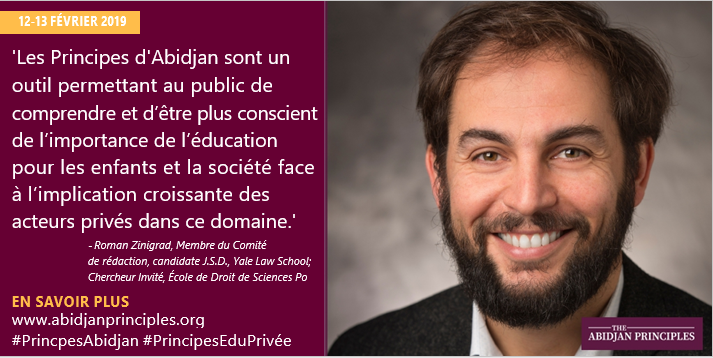 12-13 FÉVRIER 2019
'Les Principes d'Abidjan sont un
outil permettant au public de
comprendre et d’être plus conscient
de l’importance de l’éducation
pour les enfants et la société face
à l’implication croissante des
acteurs privés dans ce domaine.'
- Roman Zinigrad, Membre du Comité
de rédaction, candidate J.S.D., Yale Law School;
Chercheur Invité, École de Droit de Sciences Po
EN SAVOIR PLUS
www.abidjanprinciples.org
#PrincpesAbidjan #PrincipesEduPrivée
THE
ABIDJAN PRINCIPLES